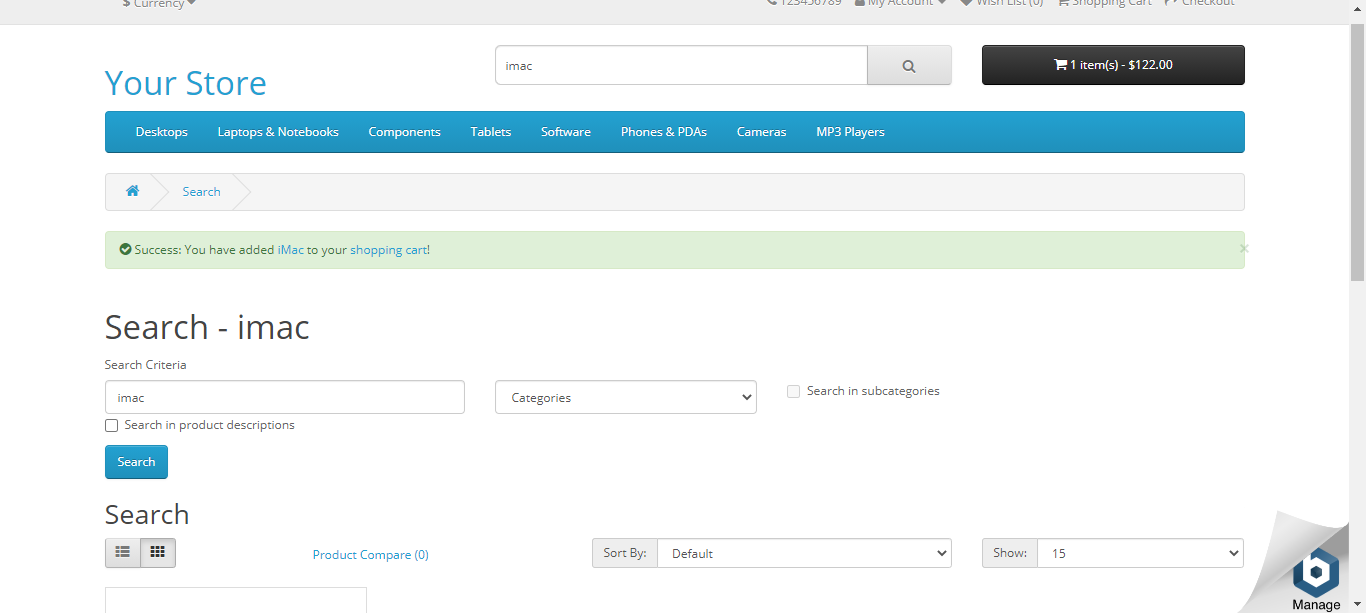 $ Currency
123456789 My Account Wish List (0) Shopping Cart Checkout
Your Store
imac
1 item(s) - $122.00
Desktops Laptops & Notebooks Components Tablets Software Phones & PDAs Cameras MP3 Players
Search
Success: You have added iMac to your shopping cart!
×
Search - imac
Search Criteria
imac Categories Search in subcategories
Search in product descriptions
Search
Search
Product Compare (0) Sort By: Default Show: 15
Manage